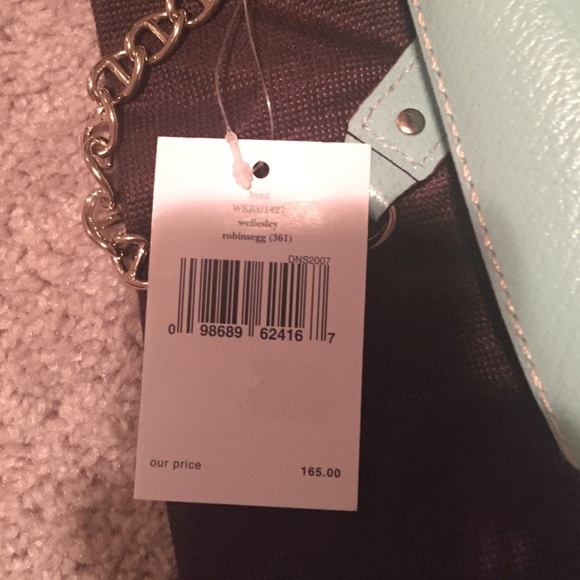 byrd
WKRU1427
wellesley
robinsegg (361)
DNS2007
0 98689 62416 7
our price
165.00